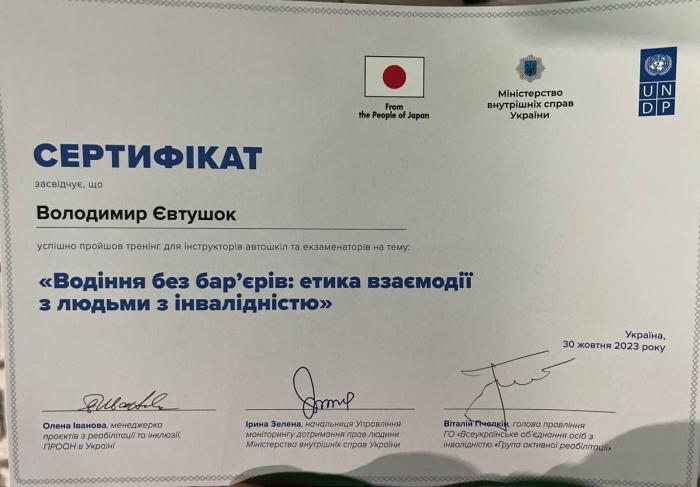 From
the People of Japan
Міністерство
внутрішніх справ
України
UN
DP
СЕРТИФІКАТ
засвідчує, що
Володимир Євтушок
успішно пройшов тренінг для інструкторів автошкіл та екзаменаторів на тему:
«Водіння без бар’єрів: етика взаємодії
з людьми з інвалідністю»
Україна,
30 жовтня 2023 року
Олена Іванова, менеджерка
проєктів з реабілітації та інклюзії,
ПРООН в Україні
Ірина Зелена, начальниця Управління
моніторингу дотримання прав людини
Міністерства внутрішніх справ України
Віталій Пчолкін, голова правління
ГО «Всеукраїнське об'єднання осіб з
інвалідністю «Група активної реабілітації»